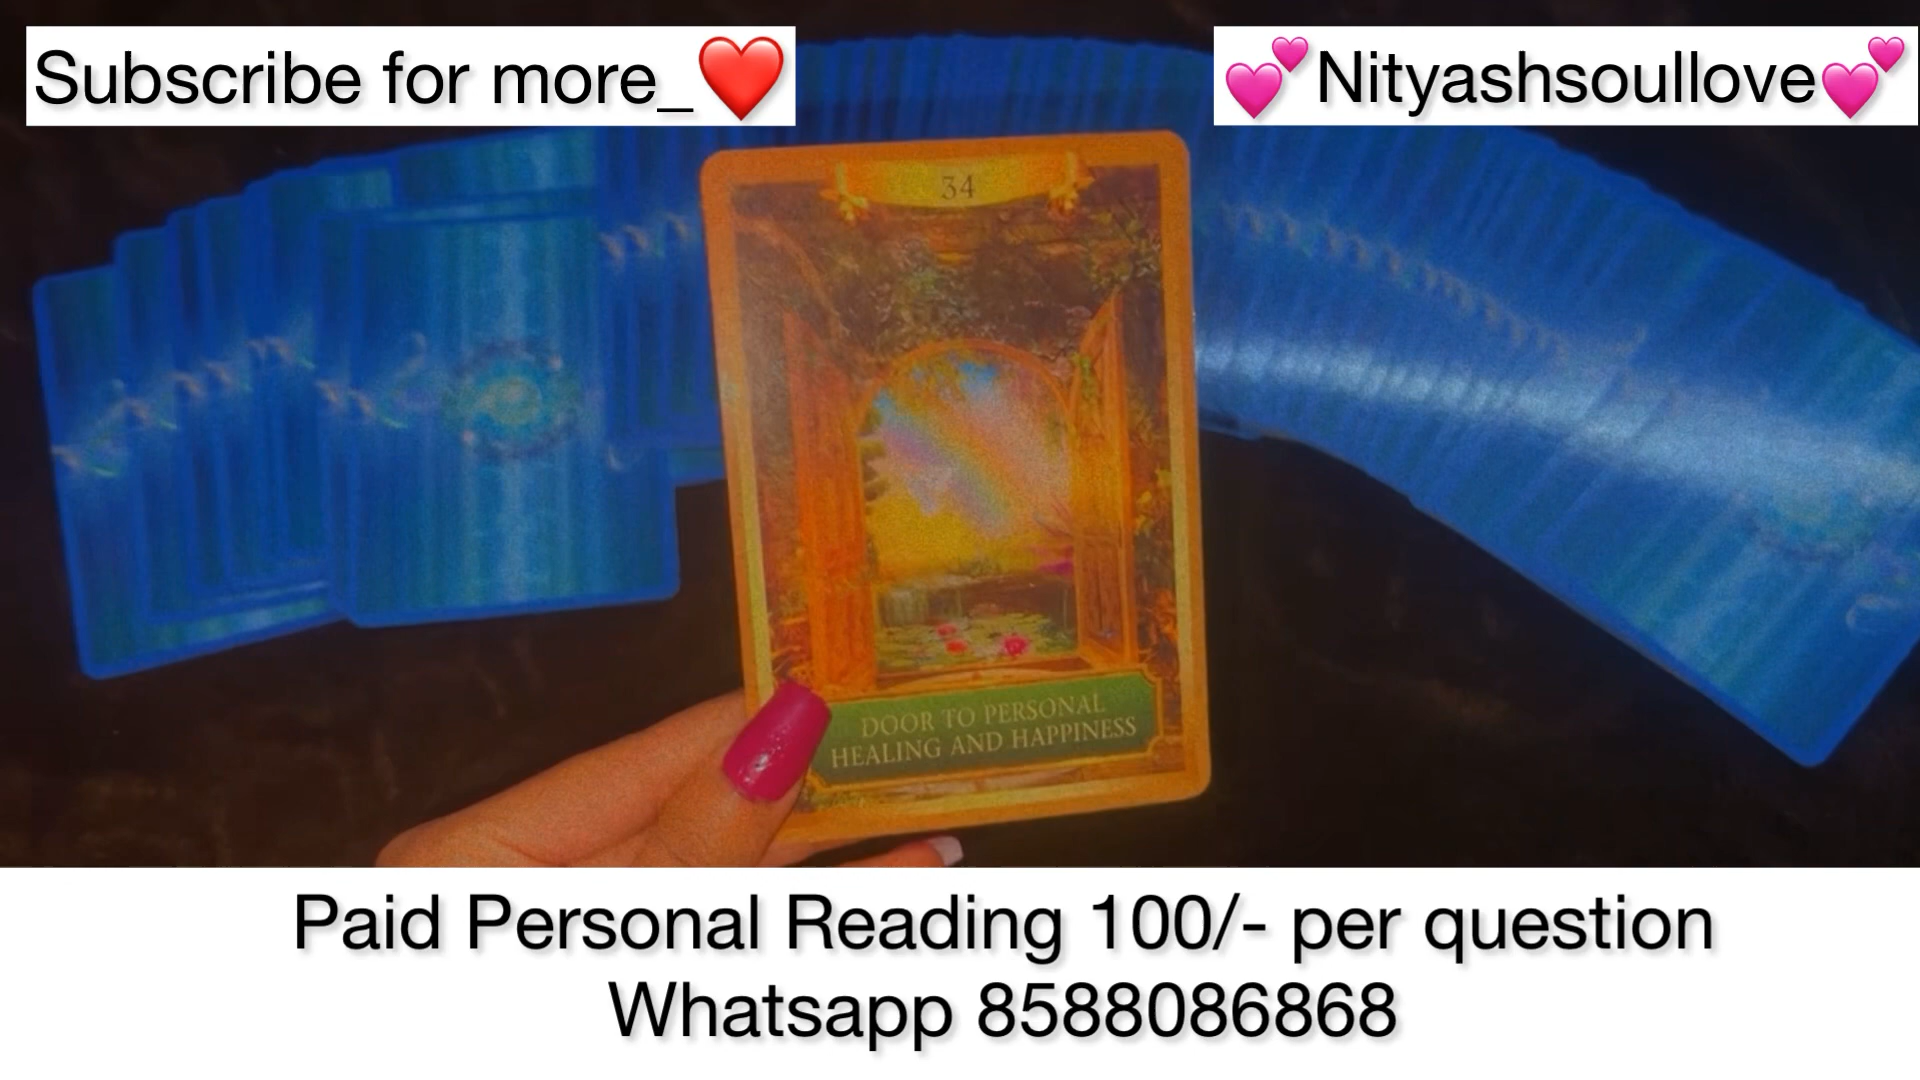 Subscribe for more_❤️
💕Nityashsoullove💕
34
DOOR TO PERSONAL
HEALING AND HAPPINESS
Paid Personal Reading 100/- per question
Whatsapp 8588086868